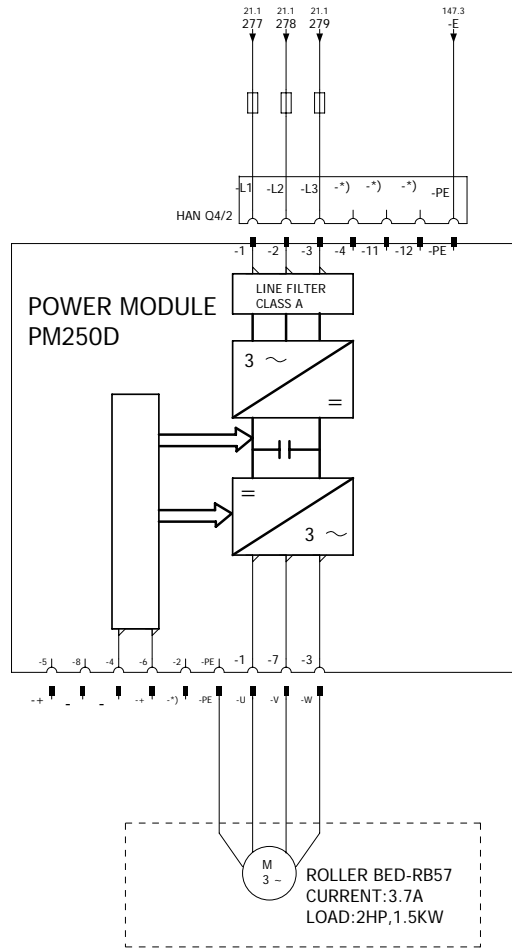 21.1 21.1 21.1 147.3
277 278 279 -E
-L1 -L2 -L3 -*) -*) -*) -PE
HAN Q4/2
-1 -2 -3 -4 -11 -12 -PE
LINE FILTER
CLASS A
POWER MODULE
PM250D
3 ~
=
=
3 ~
-5 -8 -4 -6 -2 -PE -1 -7 -3
-+ - - -+ -*) -PE -U -V -W
M
3 ~
ROLLER BED-RB57
CURRENT:3.7A
LOAD:2HP,1.5KW